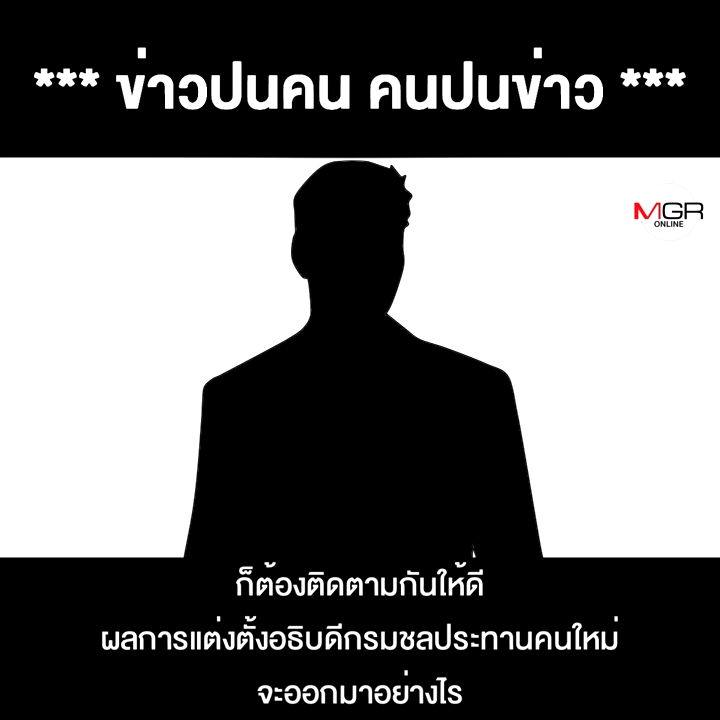 *** ข่าวปนคน คนปนข่าว ***
MGR
ONLINE
ก็ต้องติดตามกันให้ดี
ผลการแต่งตั้งอธิบดีกรมชลประทานคนใหม่
จะออกมาอย่างไร